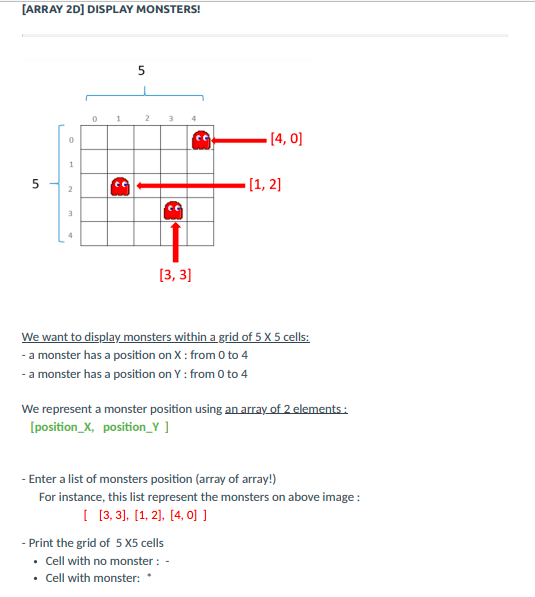 [ARRAY 2D] DISPLAY MONSTERS!
5
0 1 2 3 4
0
[4, 0]
1
5
2
[1, 2]
3
4
[3, 3]
We want to display monsters within a grid of 5 X 5 cells:
- a monster has a position on X : from 0 to 4
- a monster has a position on Y : from 0 to 4
We represent a monster position using an array of 2 elements :
[position_X, position_Y ]
- Enter a list of monsters position (array of array!)
For instance, this list represent the monsters on above image :
[ [3, 3], [1, 2], [4, 0] ]
- Print the grid of 5 X5 cells
• Cell with no monster : -
• Cell with monster: *